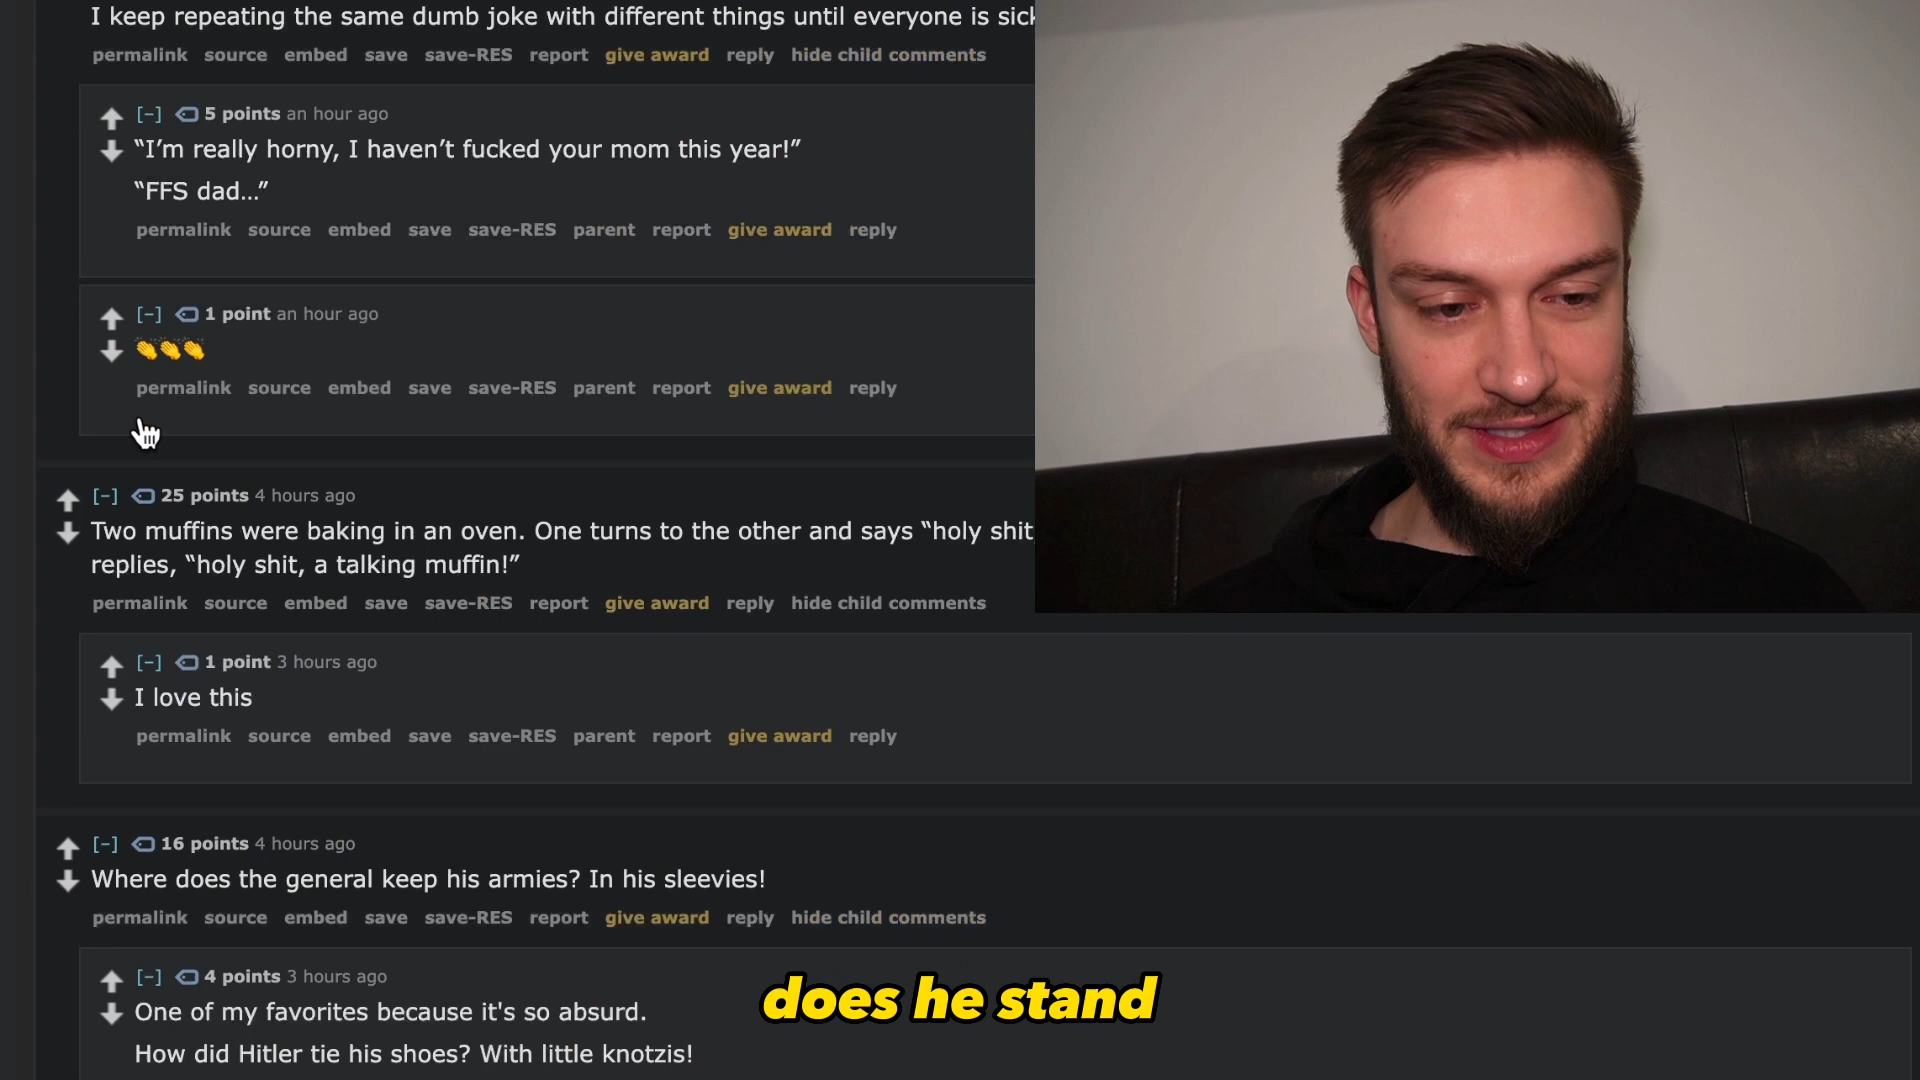 I keep repeating the same dumb joke with different things until everyone is sick
permalink source embed save save-RES report give award reply hide child comments
[–] 5 points an hour ago
“I’m really horny, I haven’t fucked your mom this year!”
“FFS dad…”
permalink source embed save save-RES parent report give award reply
[–] 1 point an hour ago
👏👏👏
permalink source embed save save-RES parent report give award reply
[–] 25 points 4 hours ago
Two muffins were baking in an oven. One turns to the other and says “holy shit
replies, “holy shit, a talking muffin!”
permalink source embed save save-RES report give award reply hide child comments
[–] 1 point 3 hours ago
I love this
permalink source embed save save-RES parent report give award reply
[–] 16 points 4 hours ago
Where does the general keep his armies? In his sleevies!
permalink source embed save save-RES report give award reply hide child comments
[–] 4 points 3 hours ago
One of my favorites because it's so absurd.
How did Hitler tie his shoes? With little knotzis!
does he stand